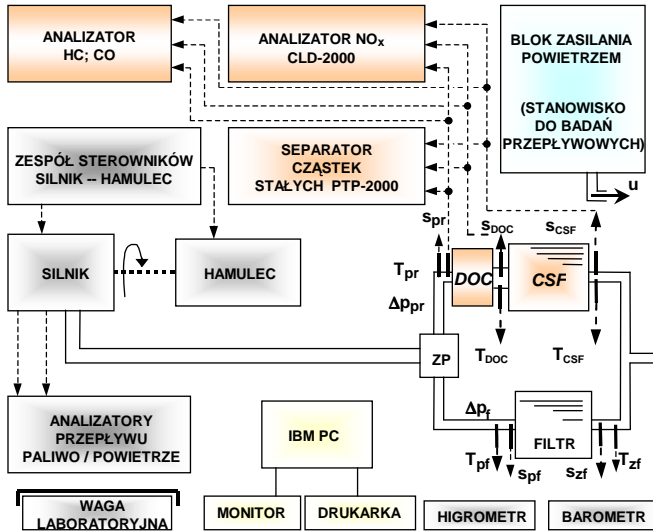 ANALIZATOR
HC; CO
ANALIZATOR NOx
CLD-2000
BLOK ZASILANIA
POWIETRZEM
(STANOWISKO
DO BADAŃ
PRZEPŁYWOWYCH)
u
ZESPÓŁ STEROWNIKÓW
SILNIK -- HAMULEC
SEPARATOR
CZĄSTEK
STAŁYCH PTP-2000
spr
sDOC
sCSF
SILNIK
HAMULEC
Tpr
DOC
CSF
Δppr
ZP
TDOC
TCSF
ANALIZATORY
PRZEPŁYWU
PALIWO / POWIETRZE
IBM PC
Δpf
FILTR
Tpf
spf
szf
Tzf
WAGA
LABORATORYJNA
MONITOR
DRUKARKA
HIGROMETR
BAROMETR